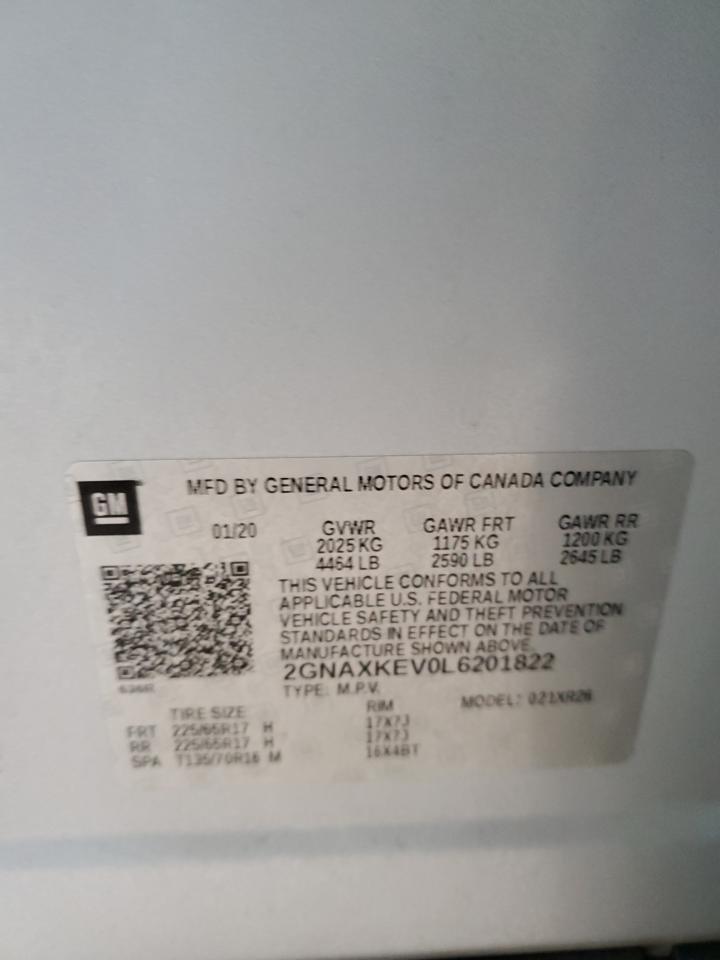 GM
MFD BY GENERAL MOTORS OF CANADA COMPANY
01/20 GVWR GAWR FRT GAWR RR
2025 KG 1175 KG 1200 KG
4464 LB 2590 LB 2645 LB
THIS VEHICLE CONFORMS TO ALL
APPLICABLE U.S. FEDERAL MOTOR
VEHICLE SAFETY AND THEFT PREVENTION
STANDARDS IN EFFECT ON THE DATE OF
MANUFACTURE SHOWN ABOVE.
2GNAXKEV0L6201822
TYPE: M.P.V. MODEL:
TIRE SIZE RIM
FRT 225/65R17 H 17X7J
RR 225/65R17 H 17X7J
SPA T135/70R16 M 16X4BT